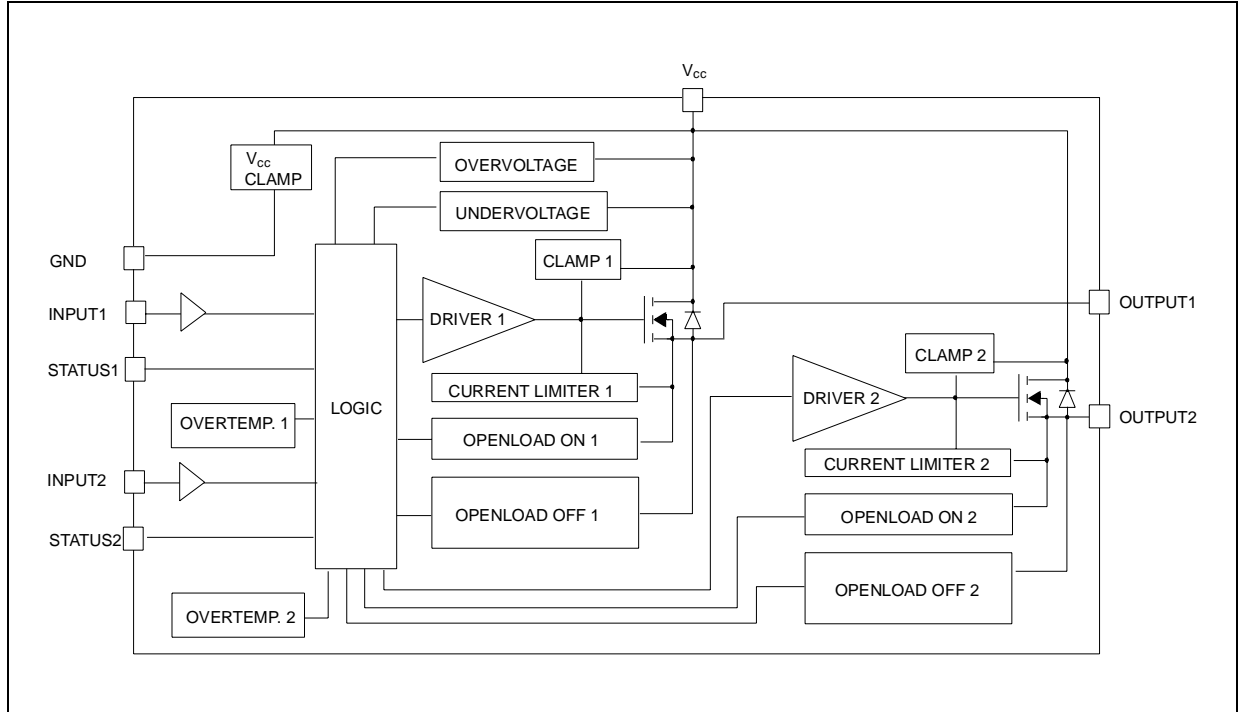 Vcc
Vcc
CLAMP
OVERVOLTAGE
UNDERVOLTAGE
GND
CLAMP 1
INPUT1
DRIVER 1
OUTPUT1
STATUS1
CLAMP 2
CURRENT LIMITER 1
LOGIC
DRIVER 2
OVERTEMP. 1
OUTPUT2
OPENLOAD ON 1
CURRENT LIMITER 2
INPUT2
OPENLOAD OFF 1
OPENLOAD ON 2
STATUS2
OPENLOAD OFF 2
OVERTEMP. 2